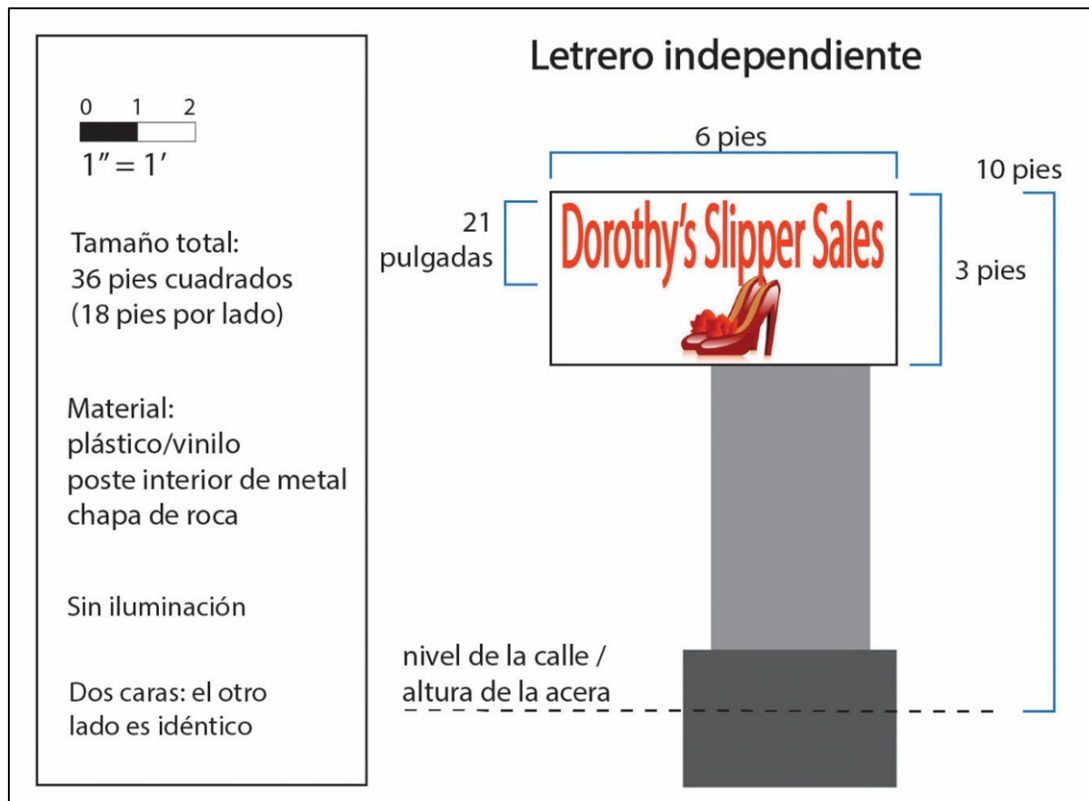 Letrero independiente
0 1 2
1″ = 1′
Tamaño total:
36 pies cuadrados
(18 pies por lado)
Material:
plástico/vinilo
poste interior de metal
chapa de roca
Sin iluminación
Dos caras: el otro
lado es idéntico
6 pies
10 pies
21
pulgadas
Dorothy's Slipper Sales
3 pies
nivel de la calle /
altura de la acera